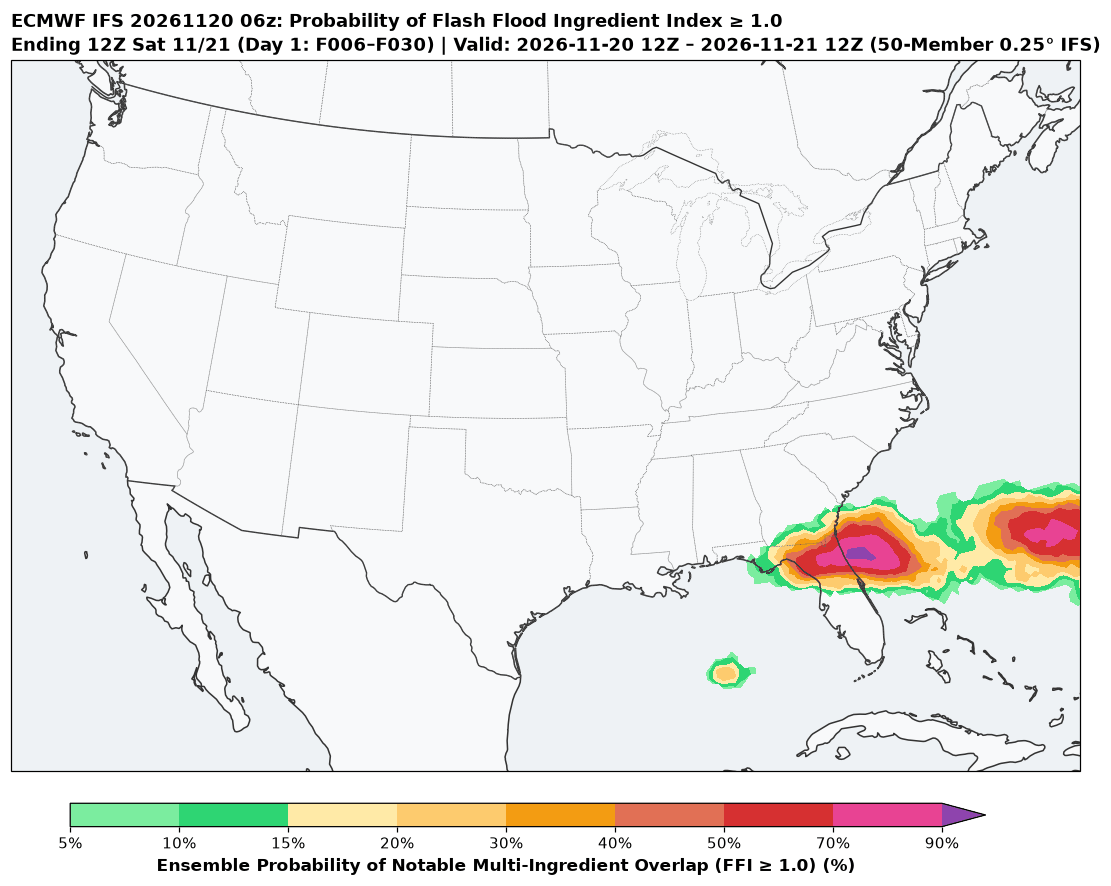 ECMWF IFS 20261120 06z: Probability of Flash Flood Ingredient Index ≥ 1.0
Ending 12Z Sat 11/21 (Day 1: F006–F030) | Valid: 2026-11-20 12Z – 2026-11-21 12Z (50-Member 0.25° IFS)
5% 10% 15% 20% 30% 40% 50% 70% 90%
Ensemble Probability of Notable Multi-Ingredient Overlap (FFI ≥ 1.0) (%)